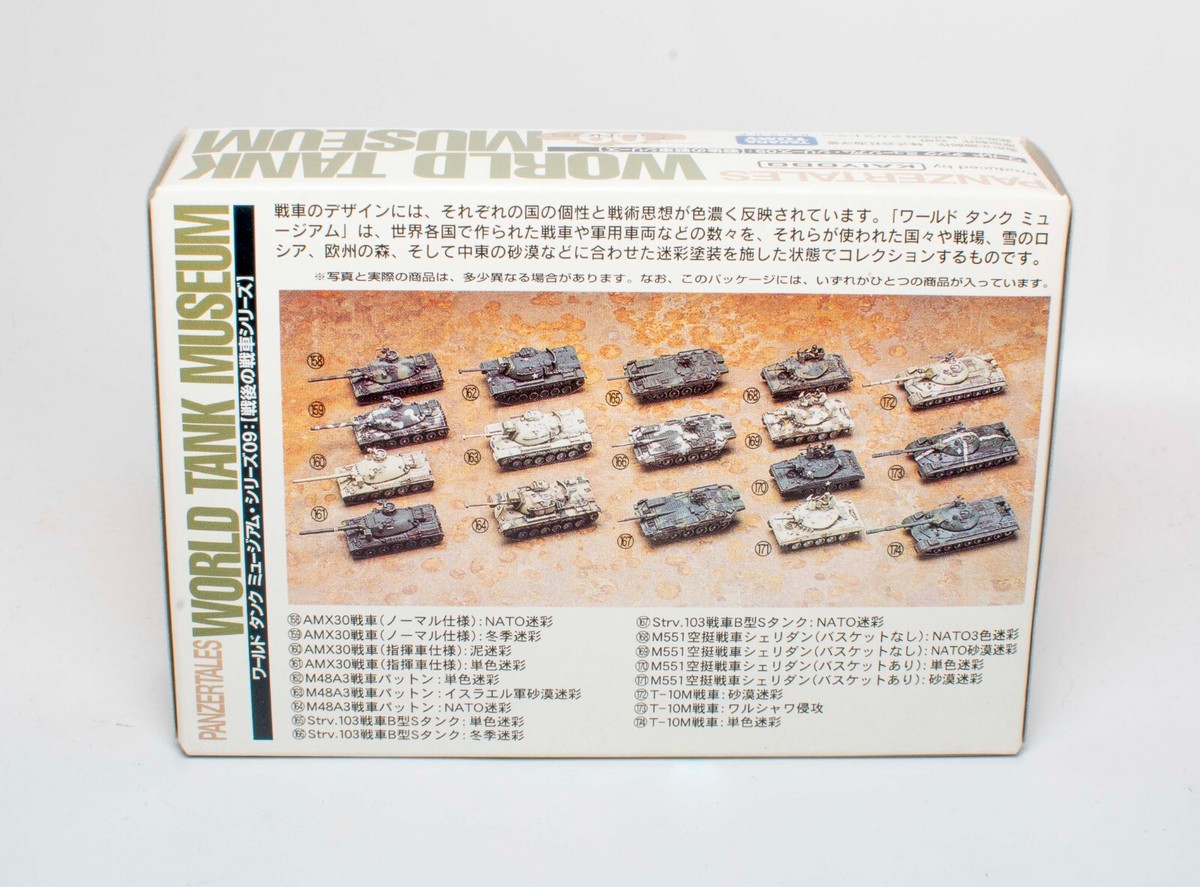 WORLD TANK
MUSEUM
PANZERTALES
Produced by KAIYODO
PANZERTALES WORLD TANK MUSEUM
ワールド タンク ミュージアム・シリーズ09:[戦後の戦車シリーズ]
戦車のデザインには、それぞれの国の個性と戦術思想が色濃く反映されています。「ワールド タンク ミュ
ージアム」は、世界各国で作られた戦車や軍用車両などの数々を、それらが使われた国々や戦場、雪のロ
シア、欧州の森、そして中東の砂漠などに合わせた迷彩塗装を施した状態でコレクションするものです。
※写真と実際の商品は、多少異なる場合があります。なお、このパッケージには、いずれかひとつの商品が入っています。
158 162 165 168 172
159 163 166 169 173
160 164 167 170 174
161 171
158 AMX30戦車(ノーマル仕様):NATO迷彩
159 AMX30戦車(ノーマル仕様):冬季迷彩
160 AMX30戦車(指揮車仕様):泥迷彩
161 AMX30戦車(指揮車仕様):単色迷彩
162 M48A3戦車パットン:単色迷彩
163 M48A3戦車パットン:イスラエル軍砂漠迷彩
164 M48A3戦車パットン:NATO迷彩
165 Strv.103戦車B型Sタンク:単色迷彩
166 Strv.103戦車B型Sタンク:冬季迷彩
167 Strv.103戦車B型Sタンク:NATO迷彩
168 M551空挺戦車シェリダン(バスケットなし):NATO3色迷彩
169 M551空挺戦車シェリダン(バスケットなし):NATO砂漠迷彩
170 M551空挺戦車シェリダン(バスケットあり):単色迷彩
171 M551空挺戦車シェリダン(バスケットあり):砂漠迷彩
172 T-10M戦車:砂漠迷彩
173 T-10M戦車:ワルシャワ侵攻
174 T-10M戦車:単色迷彩